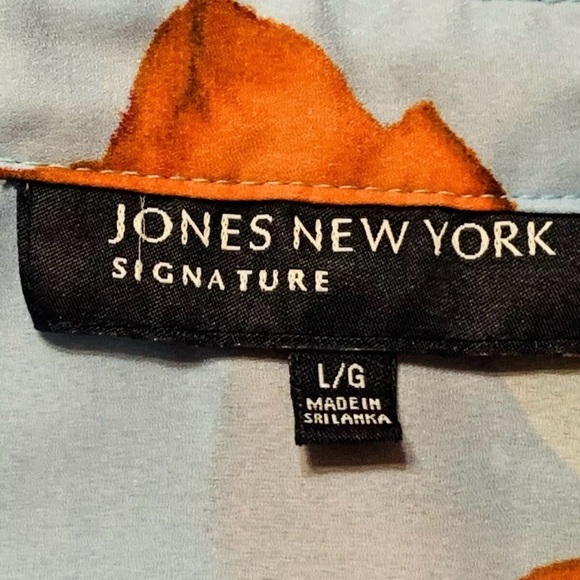 JONES NEW YORK
SIGNATURE
L/G
MADE IN
SRI LANKA